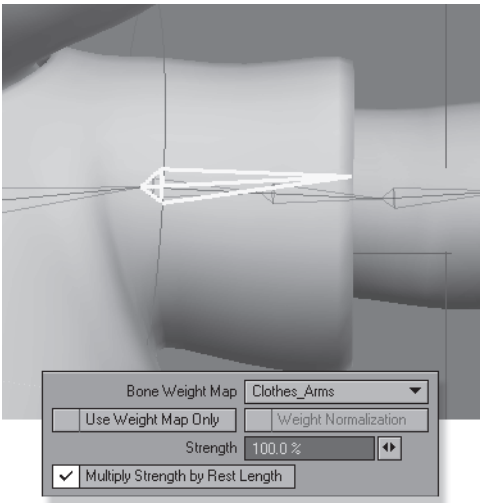 Bone Weight Map Clothes_Arms
Use Weight Map Only Weight Normalization
Strength 100.0 %
Multiply Strength by Rest Length